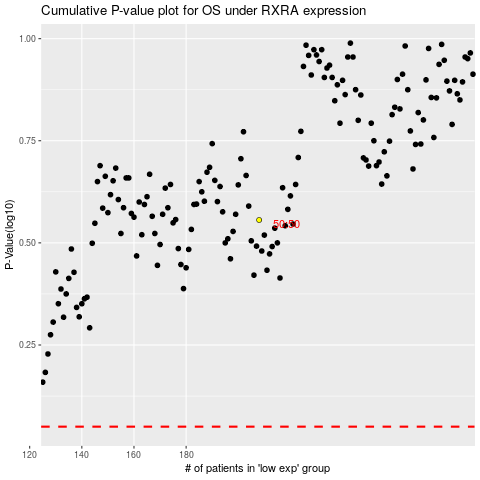 Cumulative P-value plot for OS under RXRA expression
1.00
0.75
0.50
0.25
P-Value(log10)
50-50
120 140 160 180
# of patients in 'low exp' group